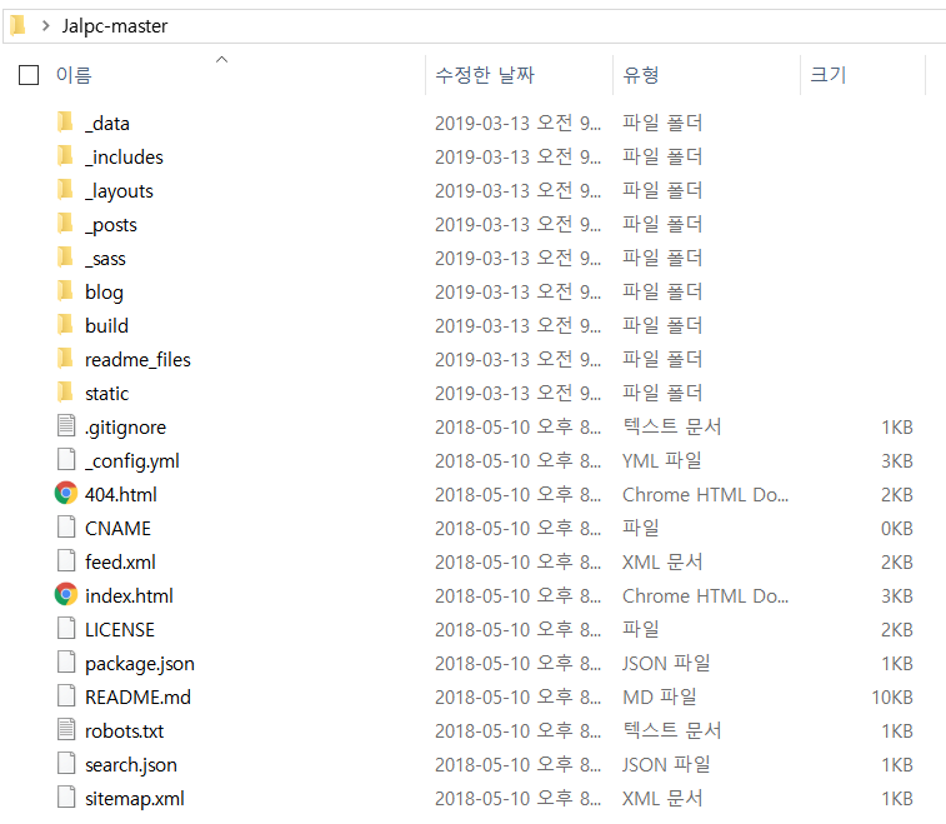 Jalpc-master
이름 수정한 날짜 유형 크기
_data 2019-03-13 오전 9... 파일 폴더
_includes 2019-03-13 오전 9... 파일 폴더
_layouts 2019-03-13 오전 9... 파일 폴더
_posts 2019-03-13 오전 9... 파일 폴더
_sass 2019-03-13 오전 9... 파일 폴더
blog 2019-03-13 오전 9... 파일 폴더
build 2019-03-13 오전 9... 파일 폴더
readme_files 2019-03-13 오전 9... 파일 폴더
static 2019-03-13 오전 9... 파일 폴더
.gitignore 2018-05-10 오후 8... 텍스트 문서 1KB
_config.yml 2018-05-10 오후 8... YML 파일 3KB
404.html 2018-05-10 오후 8... Chrome HTML Do... 2KB
CNAME 2018-05-10 오후 8... 파일 0KB
feed.xml 2018-05-10 오후 8... XML 문서 2KB
index.html 2018-05-10 오후 8... Chrome HTML Do... 3KB
LICENSE 2018-05-10 오후 8... 파일 2KB
package.json 2018-05-10 오후 8... JSON 파일 1KB
README.md 2018-05-10 오후 8... MD 파일 10KB
robots.txt 2018-05-10 오후 8... 텍스트 문서 1KB
search.json 2018-05-10 오후 8... JSON 파일 1KB
sitemap.xml 2018-05-10 오후 8... XML 문서 1KB